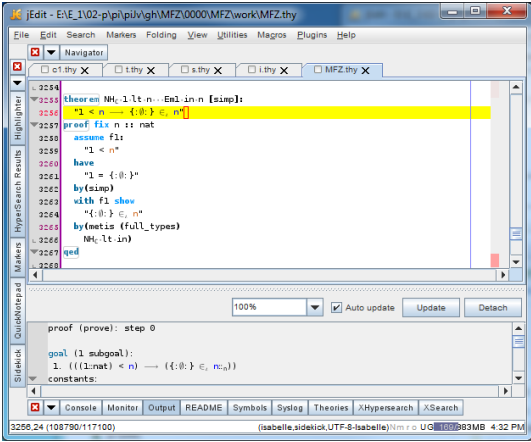 jEdit - E:\E_1\02-p\pi\piJv\gh\MFZ\0000\MFZ\work\MFZ.thy
File Edit Search Markers Folding View Utilities Macros Plugins Help
Navigator
c1.thy t.thy s.thy i.thy MFZ.thy
Highlighter
HyperSearch Results
Markers
QuickNotepad
Sidekick
3254
3255 theorem NH₍·1·lt·n···Em1·in·n [simp]:
3256 "1 < n ⟶ {:∅:} ∈, n"
3257 proof fix n :: nat
3258 assume f1:
3259 "1 < n"
3260 have
3261 "1 = {:∅:}"
3262 by(simp)
3263 with f1 show
3264 "{:∅:} ∈, n"
3265 by(metis (full_types)
3266 NH₍·lt·in)
3267 qed
3268
100% Auto update Update Detach
proof (prove): step 0
goal (1 subgoal):
1. (((1::nat) < n) ⟶ ({:∅:} ∈, n::ₙ))
constants:
Console Monitor Output README Symbols Syslog Theories XHypersearch XSearch
3256,24 (108790/117100) (isabelle,sidekick,UTF-8-Isabelle) N m r o UG 383MB 4:32 PM